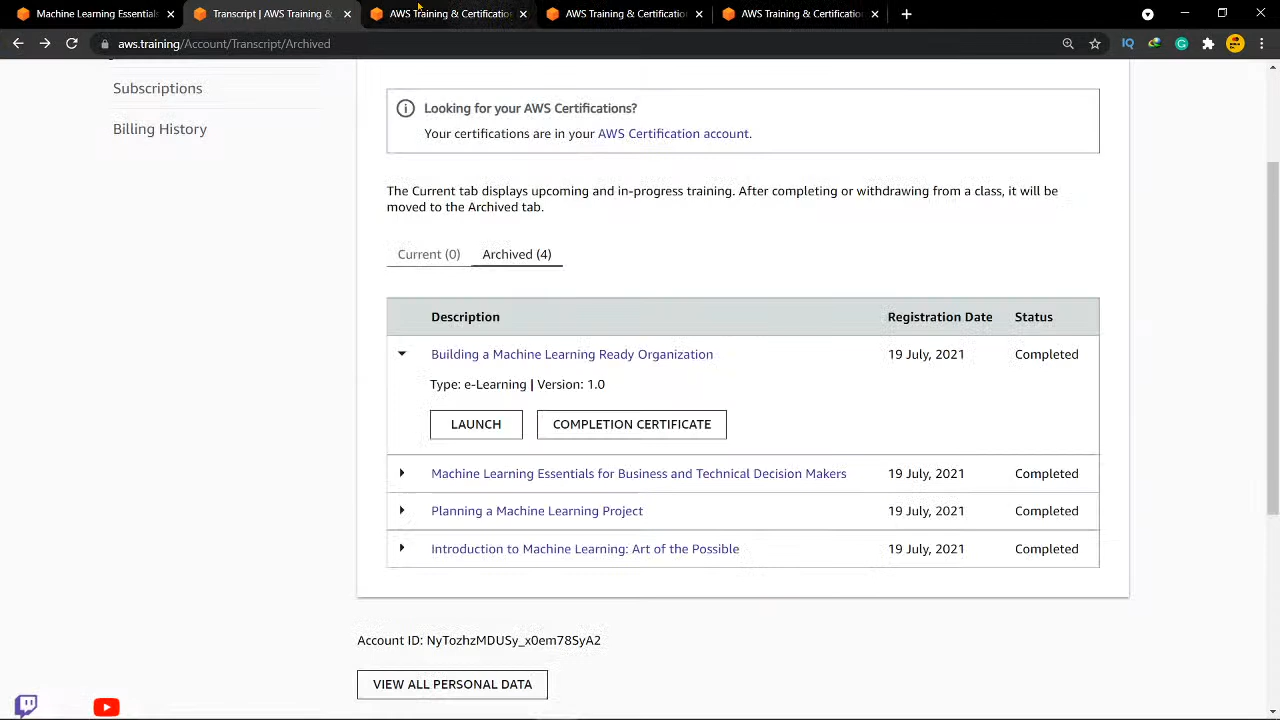 Machine Learning Essentials
Transcript | AWS Training &
AWS Training & Certification
AWS Training & Certification
AWS Training & Certification
aws.training/Account/Transcript/Archived
Subscriptions
Billing History
Looking for your AWS Certifications?
Your certifications are in your AWS Certification account.
The Current tab displays upcoming and in-progress training. After completing or withdrawing from a class, it will be
moved to the Archived tab.
Current (0) Archived (4)
Description Registration Date Status
Building a Machine Learning Ready Organization 19 July, 2021 Completed
Type: e-Learning | Version: 1.0
LAUNCH COMPLETION CERTIFICATE
Machine Learning Essentials for Business and Technical Decision Makers 19 July, 2021 Completed
Planning a Machine Learning Project 19 July, 2021 Completed
Introduction to Machine Learning: Art of the Possible 19 July, 2021 Completed
Account ID: NyTozhzMDUSy_x0em78SyA2
VIEW ALL PERSONAL DATA